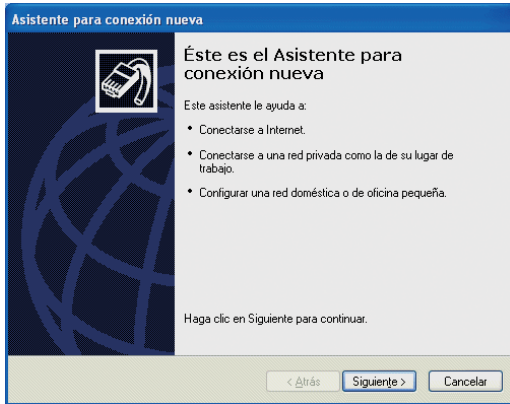 Asistente para conexión nueva
Éste es el Asistente para
conexión nueva
Este asistente le ayuda a:
• Conectarse a Internet.
• Conectarse a una red privada como la de su lugar de
trabajo.
• Configurar una red doméstica o de oficina pequeña.
Haga clic en Siguiente para continuar.
< Atrás Siguiente > Cancelar